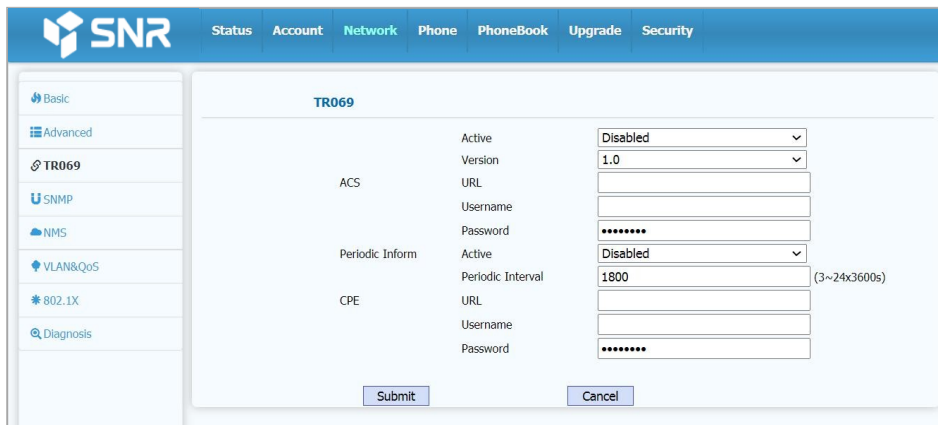 SNR
Status Account Network Phone PhoneBook Upgrade Security
Basic
Advanced
TR069
SNMP
NMS
VLAN&QoS
802.1X
Diagnosis
TR069
Active Disabled
Version 1.0
ACS URL
Username
Password ••••••••
Periodic Inform Active Disabled
Periodic Interval 1800 (3~24x3600s)
CPE URL
Username
Password ••••••••
Submit Cancel